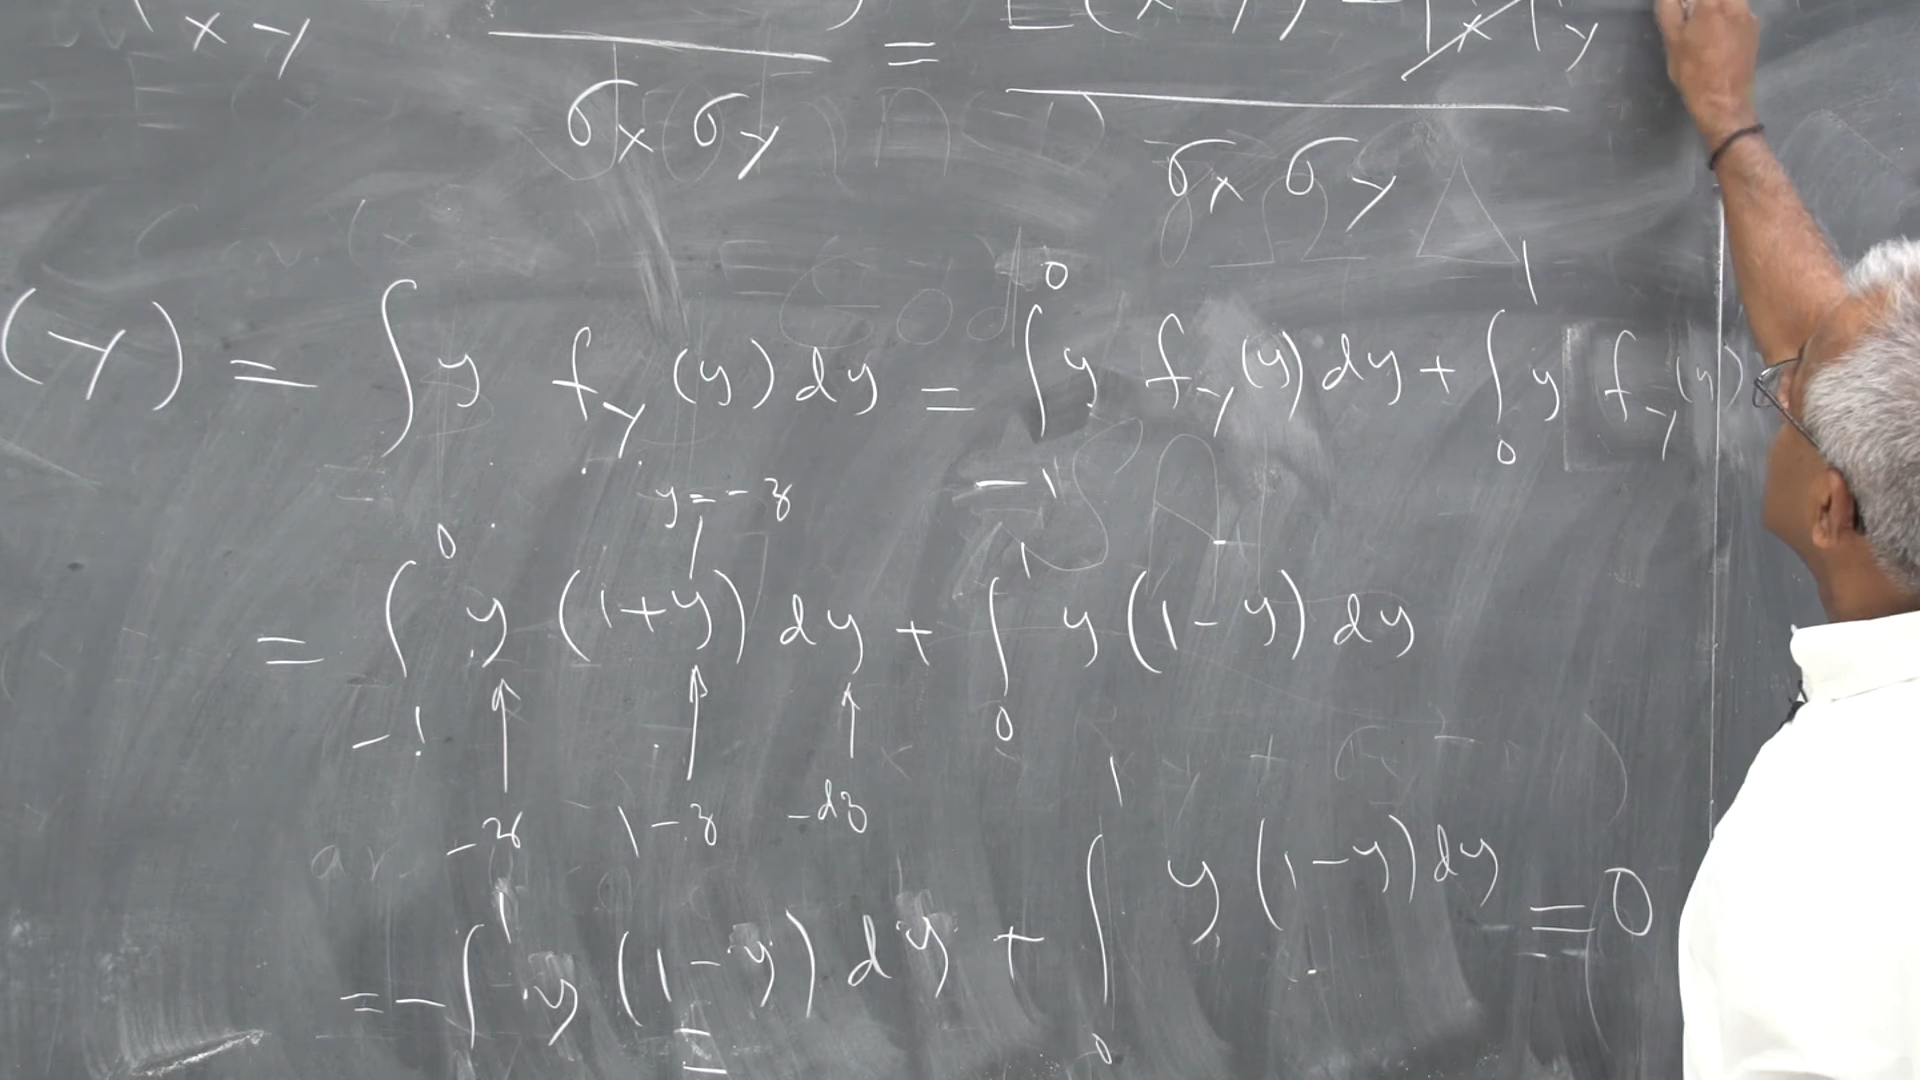 x y = E(XY) - μx μy
σx σy σx σy
(Y) = ∫ y fY (y) dy = ∫ 0 -1 y fY (y) dy + ∫ 1 0 y fY (y)
y = -z
= ∫ 0 -1 y (1+y) dy + ∫ 1 0 y (1-y) dy
-z 1-z -dz
= - ∫ y (1-y) dy + ∫ 1 0 y (1-y) dy = 0